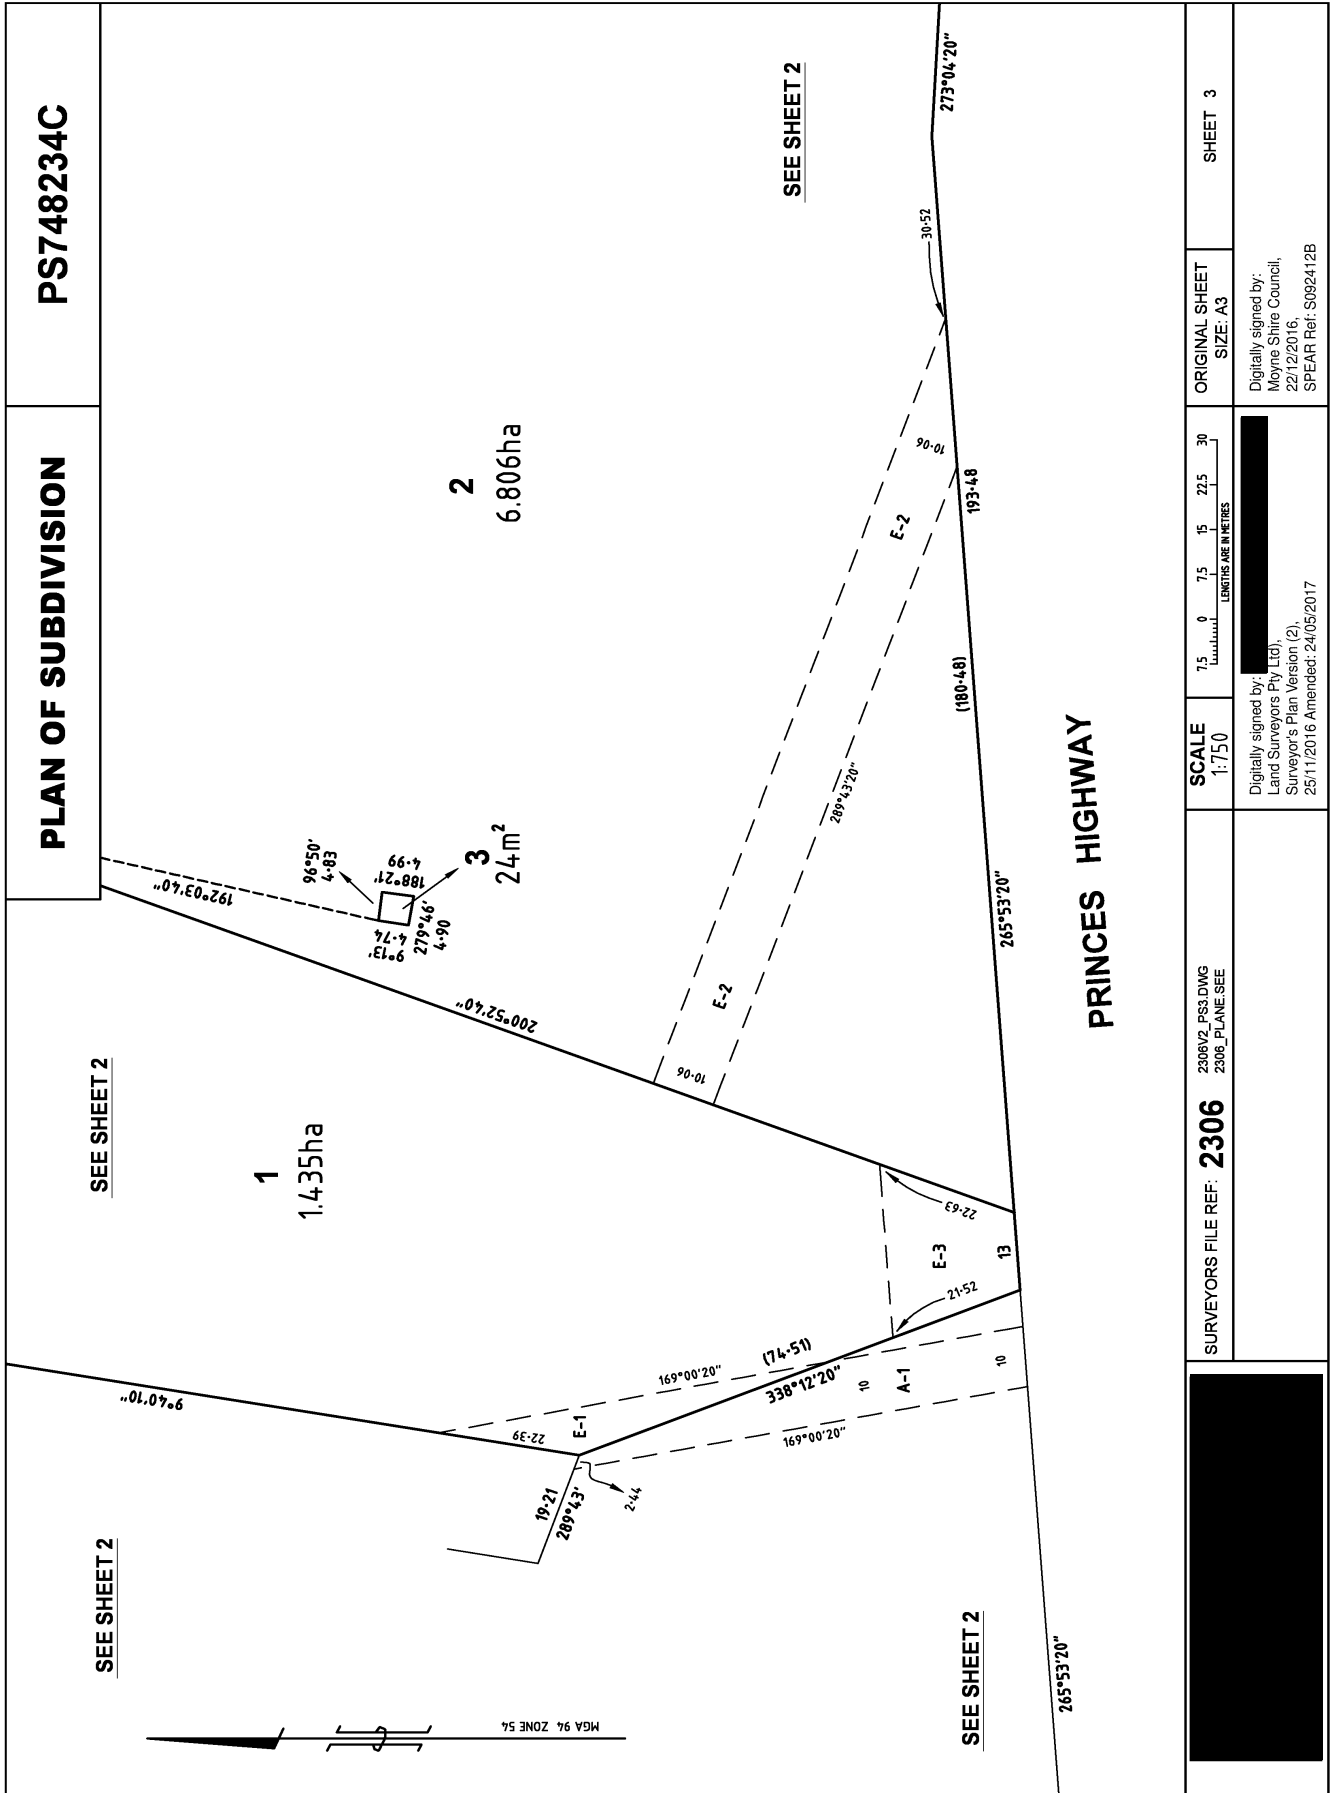 PLAN OF SUBDIVISION
PS748234C
SEE SHEET 2
SEE SHEET 2
SEE SHEET 2
SEE SHEET 2
MGA 94 ZONE 54
9°40'10"
1
1.435ha
200°52'40"
192°03'40"
96°50'
4·83
188°21'
4·99
9°13'
4·74
279°46'
4·90
3
24m²
2
6.806ha
19·21
289°43'
22·39
E-1
2·44
169°00'20"
(74·51)
338°12'20"
169°00'20"
10
A-1
10
21·52
E-3
22·63
13
10·06
E-2
289°43'20"
E-2
10·06
30·52
273°04'20"
(180·48)
193·48
265°53'20"
265°53'20"
PRINCES HIGHWAY
SURVEYORS FILE REF: 2306
2306V2_PS3.DWG
2306_PLANE.SEE
SCALE
1:750
7.5 0 7.5 15 22.5 30
LENGTHS ARE IN METRES
ORIGINAL SHEET
SIZE: A3
SHEET 3
Digitally signed by:
Land Surveyors Pty Ltd),
Surveyor's Plan Version (2),
25/11/2016 Amended: 24/05/2017
Digitally signed by:
Moyne Shire Council,
22/12/2016,
SPEAR Ref: S092412B